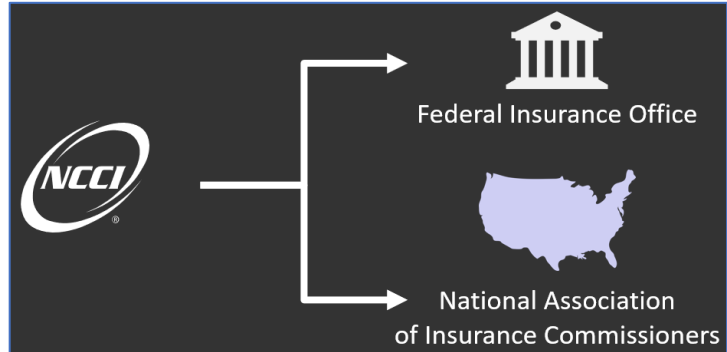 NCCI
®
Federal Insurance Office
National Association
of Insurance Commissioners